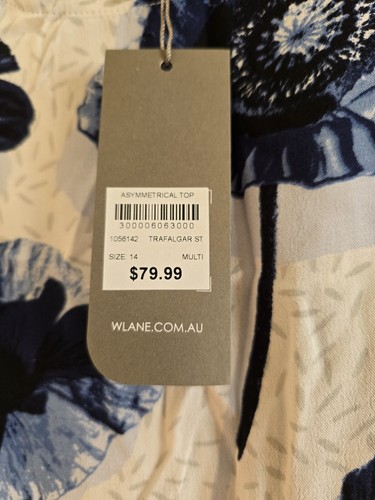 ASYMMETRICAL TOP
300006063000
1056142 TRAFALGAR ST
SIZE: 14 MULTI
$79.99
WLANE.COM.AU